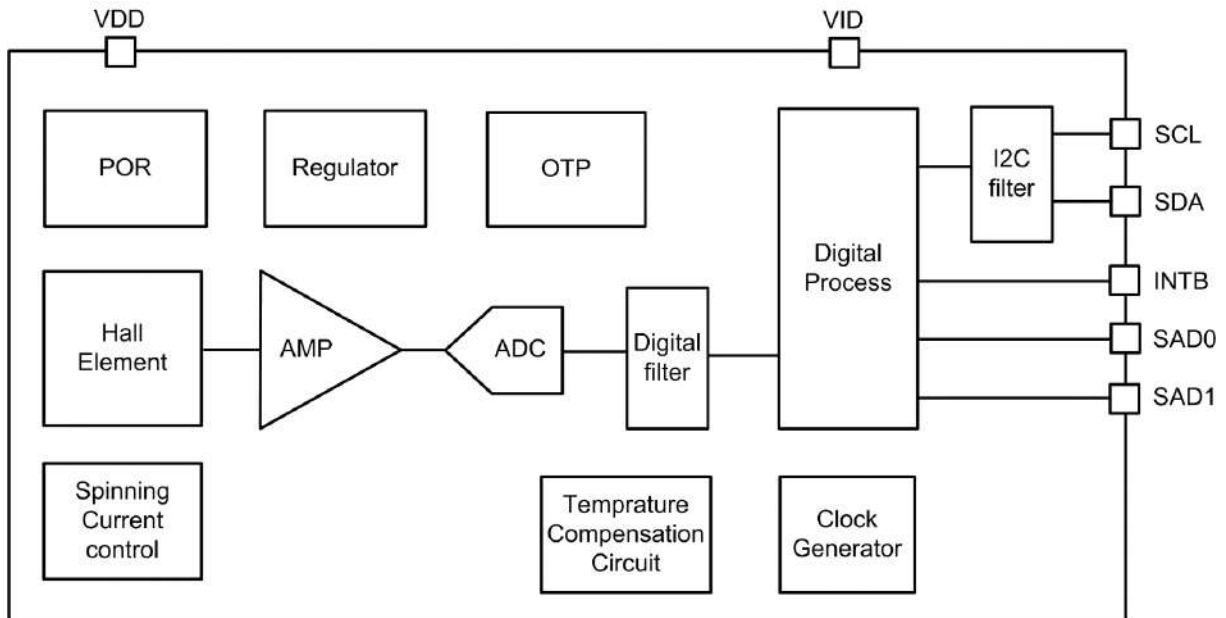 VDD
VID
POR
Regulator
OTP
I2C
filter
SCL
SDA
Digital
Process
INTB
SAD0
SAD1
Hall
Element
AMP
ADC
Digital
filter
Spinning
Current
control
Temprature
Compensation
Circuit
Clock
Generator